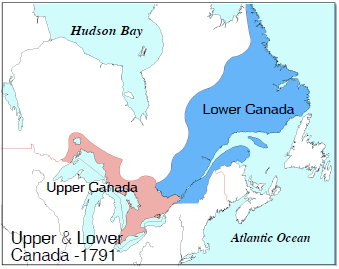 Hudson Bay
Lower Canada
Upper Canada
Upper & Lower
Canada -1791
Atlantic Ocean